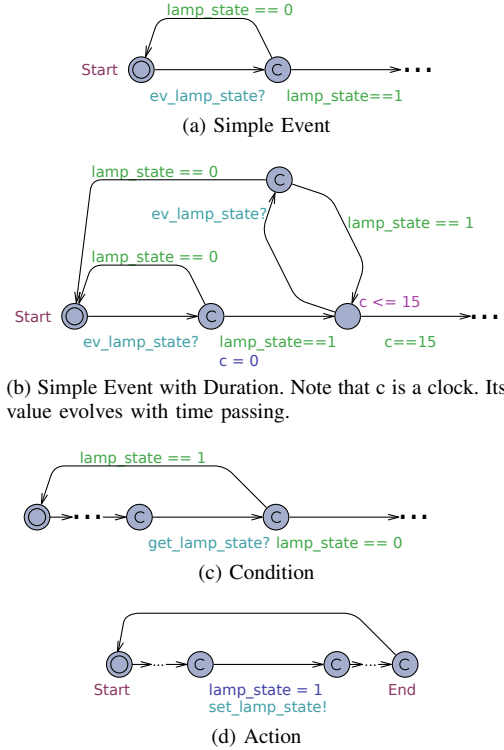 lamp_state == 0
C
Start
...
ev_lamp_state? lamp_state==1
(a) Simple Event
lamp_state == 0
C
ev_lamp_state?
lamp_state == 1
lamp_state == 0
c <= 15
Start
C
...
ev_lamp_state? lamp_state==1 c==15
c = 0
(b) Simple Event with Duration. Note that c is a clock. Its
value evolves with time passing.
lamp_state == 1
... C C ...
get_lamp_state? lamp_state == 0
(c) Condition
... C C ... C
Start lamp_state = 1 End
set_lamp_state!
(d) Action